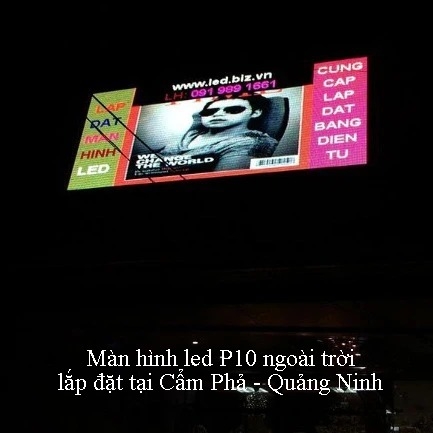 www.led.biz.vn
LH: 091 989 1661
LAP
DAT
MAN
HINH
LED
THE WORLD
CUNG
CAP
LAP
DAT
BANG
DIEN
TU
Màn hình led P10 ngoài trời
lắp đặt tại Cẩm Phả - Quảng Ninh